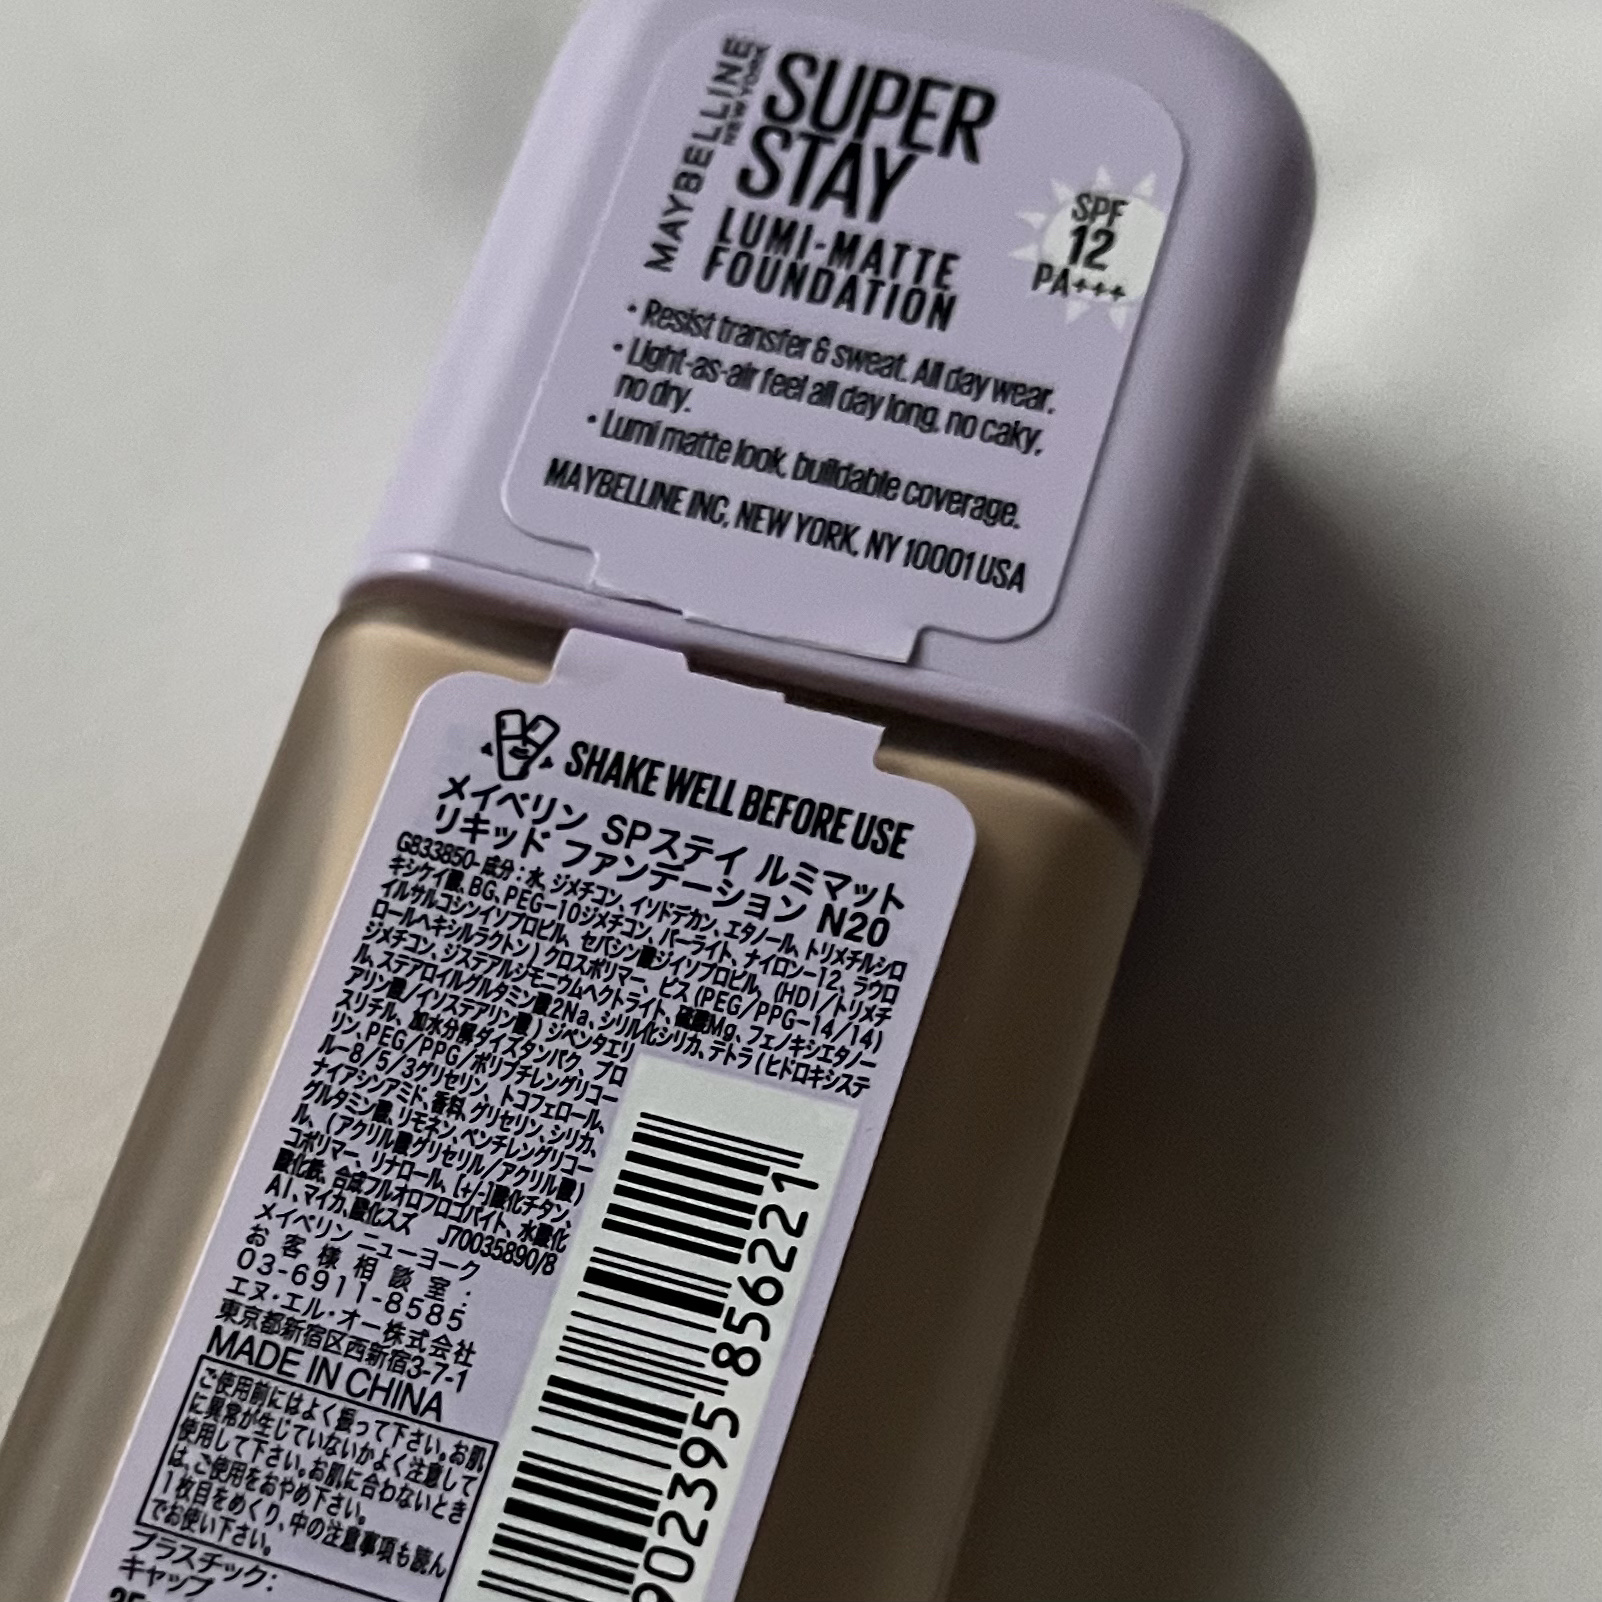 MAYBELLINE
NEW YORK
SUPER
STAY
LUMI-MATTE
FOUNDATION
SPF
12
PA+++
• Resist transfer & sweat. All day wear.
• Light-as-air feel all day long, no caky,
no dry.
• Lumi matte look, buildable coverage.
MAYBELLINE INC, NEW YORK, NY 10001 USA
SHAKE WELL BEFORE USE
メイベリン SPステイ ルミマット
リキッド ファンデーション N20
G833850- 成分：水、ジメチコン、イソドデカン、エタノール、トリメチルシロ
キシケイ酸、BG、PEG-10ジメチコン、パーライト、ナイロン-12、ラウロ
イルサルコシンイソプロピル、セバシン酸ジイソプロピル、(HDI/トリメチ
ロールヘキシルラクトン)クロスポリマー、ビス(PEG/PPG-14/14)
ジメチコン、ジステアルジモニウムヘクトライト、硫酸Mg、フェノキシエタノー
ル、ステアロイルグルタミン酸2Na、シリル化シリカ、テトラ(ヒドロキシステ
アリン酸/イソステアリン酸)ジペンタエリ
スリチル、加水分解ダイズタンパク、プロ
リン、PEG/PPG/ポリブチレングリコー
ル-8/5/3グリセリン、トコフェロール、
ナイアシンアミド、香料、グリセリン、シリカ、
グルタミン酸、リモネン、ペンチレングリコー
ル、(アクリル酸グリセリル/アクリル酸)
コポリマー、リナロール、[+/-]酸化チタン、
酸化鉄、合成フルオロフロゴパイト、水酸化
Al、マイカ、酸化スズ J70035890/8
メイベリン ニューヨーク
お客様相談室：
03-6911-8585
エヌ・エル・オー株式会社
東京都新宿区西新宿3-7-1
MADE IN CHINA
ご使用前にはよく振って下さい。お肌
に異常が生じていないかよく注意して
使用して下さい。お肌に合わないとき
は、ご使用をおやめ下さい。
1枚目をめくり、中の注意事項も読ん
でお使い下さい。
プラスチック：
キャップ
902395 856221